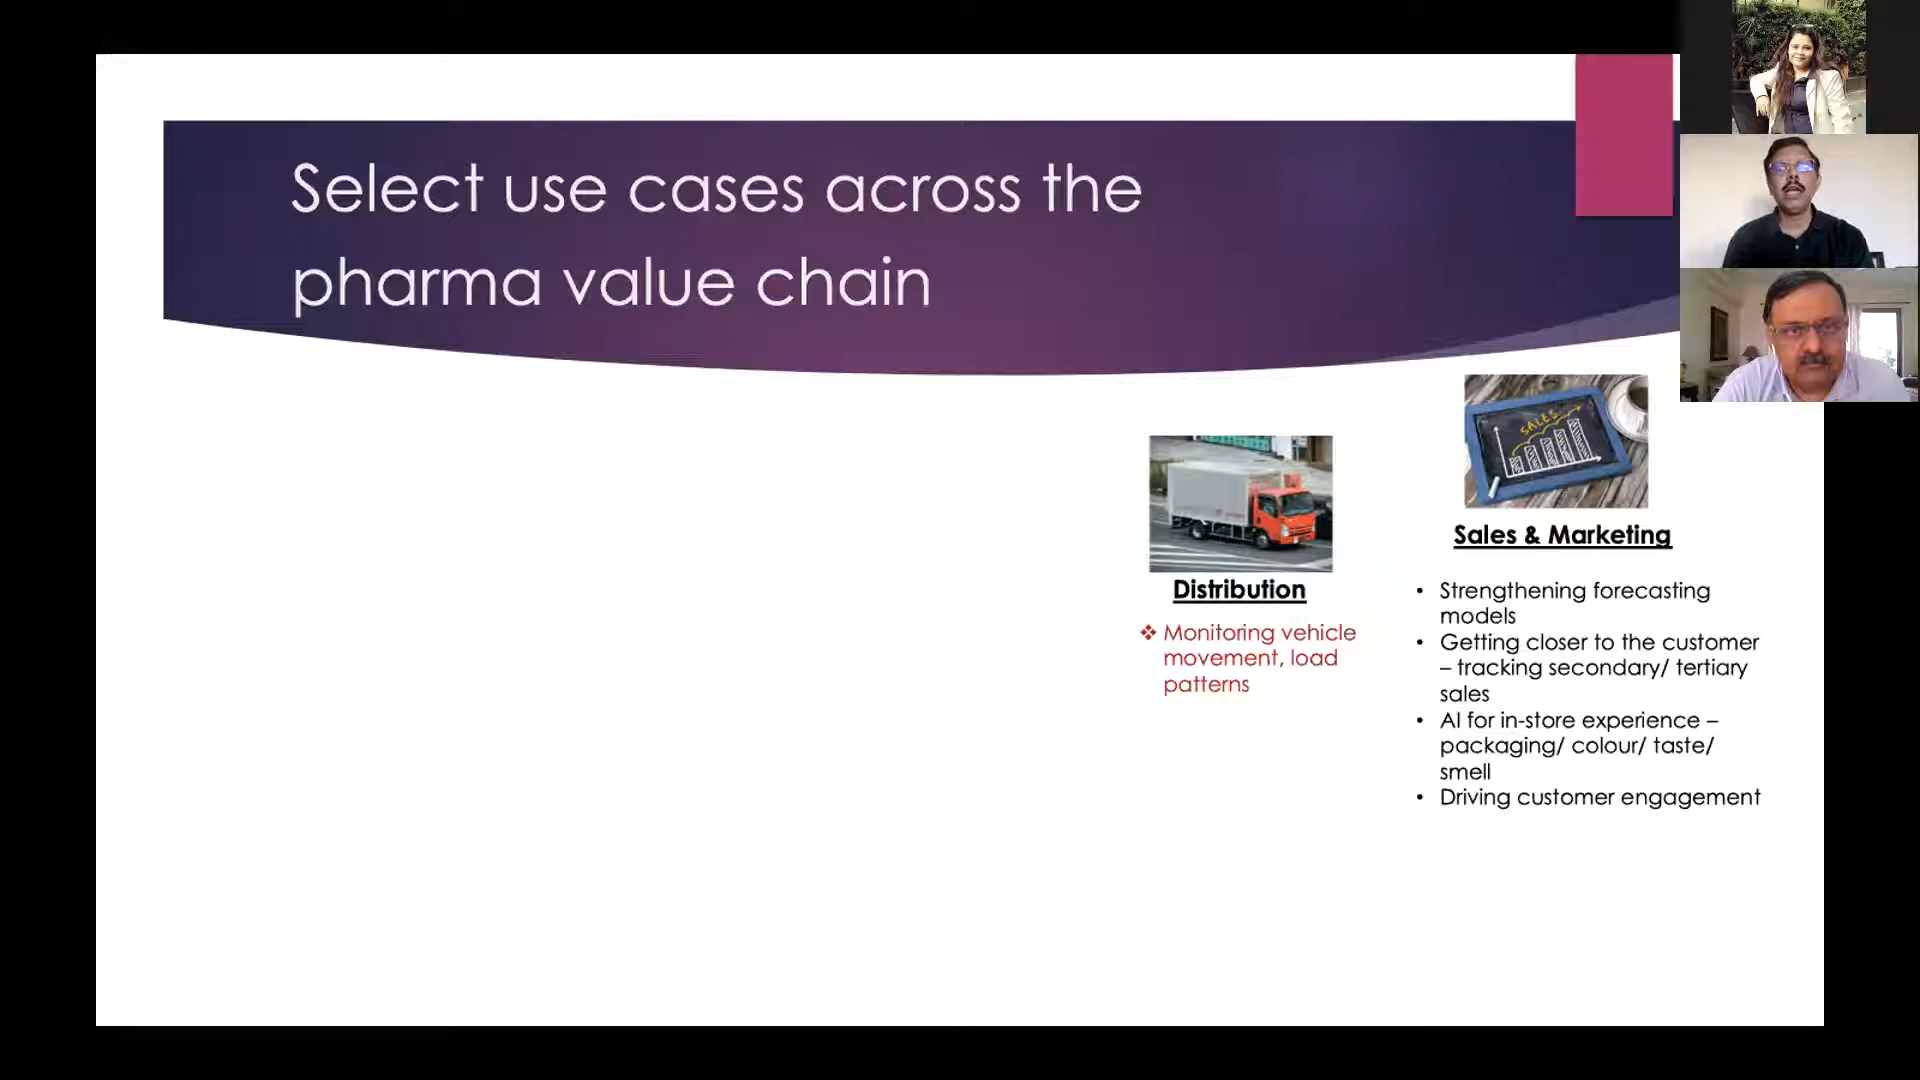 Select use cases across the
pharma value chain
SALES
Distribution
❖ Monitoring vehicle
movement, load
patterns
Sales & Marketing
• Strengthening forecasting
models
• Getting closer to the customer
– tracking secondary/ tertiary
sales
• AI for in-store experience –
packaging/ colour/ taste/
smell
• Driving customer engagement